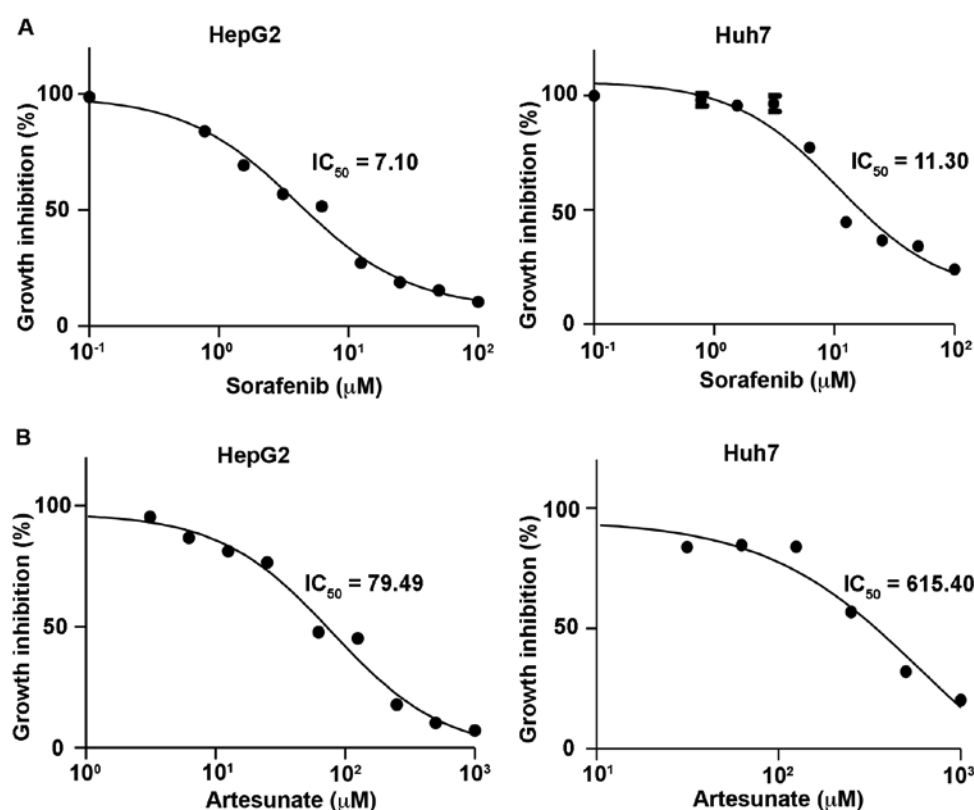 A
HepG2
Huh7
Growth inhibition (%)
100
50
0
IC50 = 7.10
10⁻¹ 10⁰ 10¹ 10²
Sorafenib (μM)
Growth inhibition (%)
100
50
0
IC50 = 11.30
10⁻¹ 10⁰ 10¹ 10²
Sorafenib (μM)
B
HepG2
Huh7
Growth inhibition (%)
100
50
0
IC50 = 79.49
10⁰ 10¹ 10² 10³
Artesunate (μM)
Growth inhibition (%)
100
50
0
IC50 = 615.40
10¹ 10² 10³
Artesunate (μM)